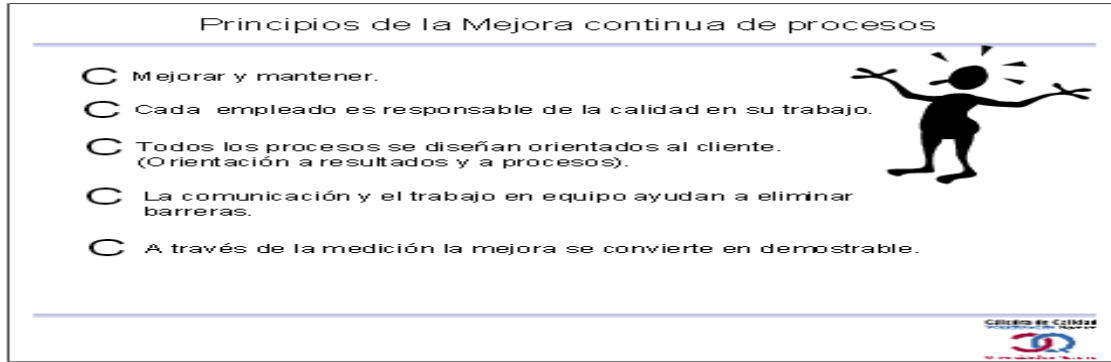 Principios de la Mejora continua de procesos
C Mejorar y mantener.
C Cada empleado es responsable de la calidad en su trabajo.
C Todos los procesos se diseñan orientados al cliente.
(Orientación a resultados y a procesos).
C La comunicación y el trabajo en equipo ayudan a eliminar
barreras.
C A través de la medición la mejora se convierte en demostrable.
Cátedra de Calidad